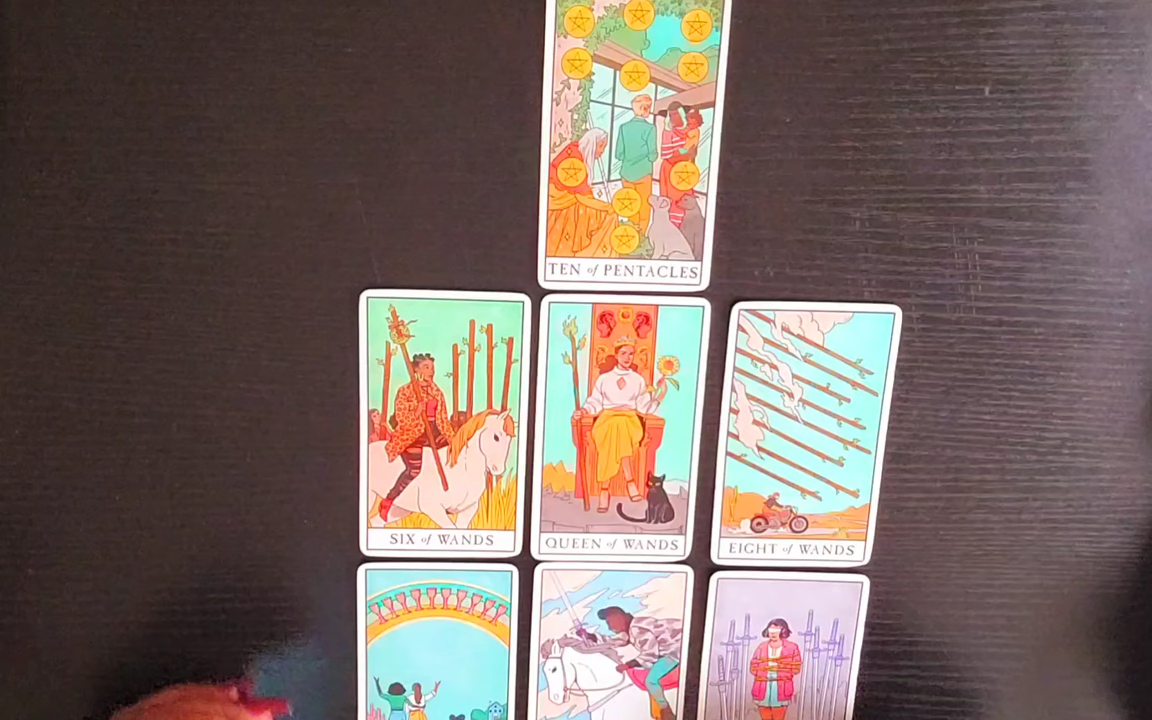 TEN of PENTACLES
SIX of WANDS
QUEEN of WANDS
EIGHT of WANDS